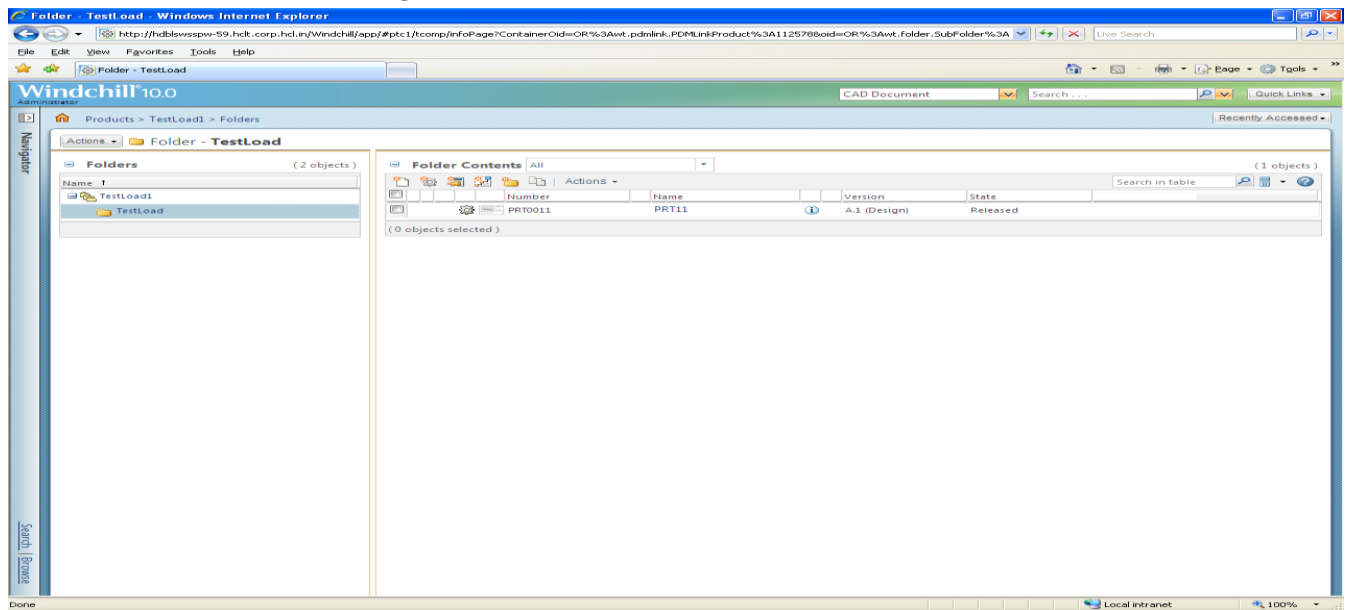 Folder - TestLoad - Windows Internet Explorer
http://hdblswsspw-59.hclt.corp.hcl.in/Windchill/app/#ptc1/tcomp/infoPage?ContainerOid=OR%3Awt.pdmlink.PDMLinkProduct%3A112578&oid=OR%3Awt.folder.SubFolder%3A
Live Search
File Edit View Favorites Tools Help
Folder - TestLoad
Page Tools
Windchill 10.0
Administrator
CAD Document
Search . . .
Quick Links
Products > TestLoad1 > Folders
Recently Accessed
Navigator
Actions Folder - TestLoad
Folders ( 2 objects )
Name
TestLoad1
TestLoad
Folder Contents All ( 1 objects )
Actions Search in table
Number Name Version State
PRT0011 PRT11 A.1 (Design) Released
( 0 objects selected )
Search | Browse
Done Local intranet 100%